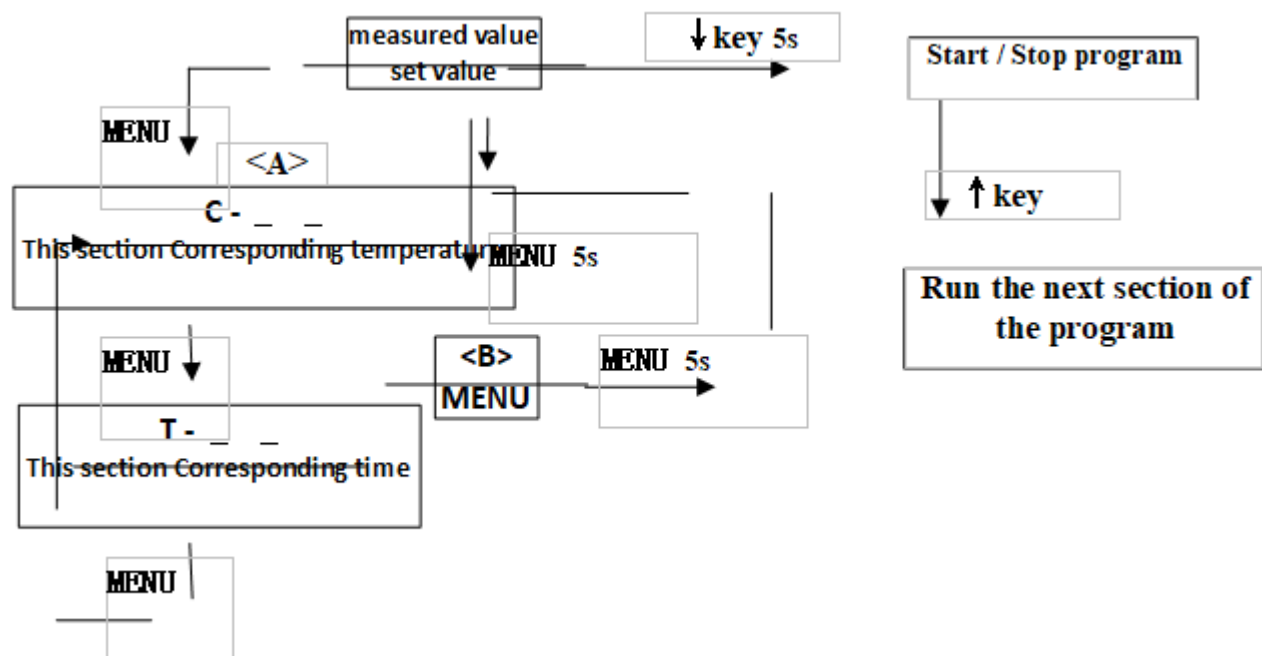 measured value
set value
↓ key 5s
Start / Stop program
MENU
<A>
C - _ _
This section Corresponding temperature
↑ key
MENU 5s
Run the next section of
the program
MENU
<B>
MENU
MENU 5s
T - _ _
This section Corresponding time
MENU